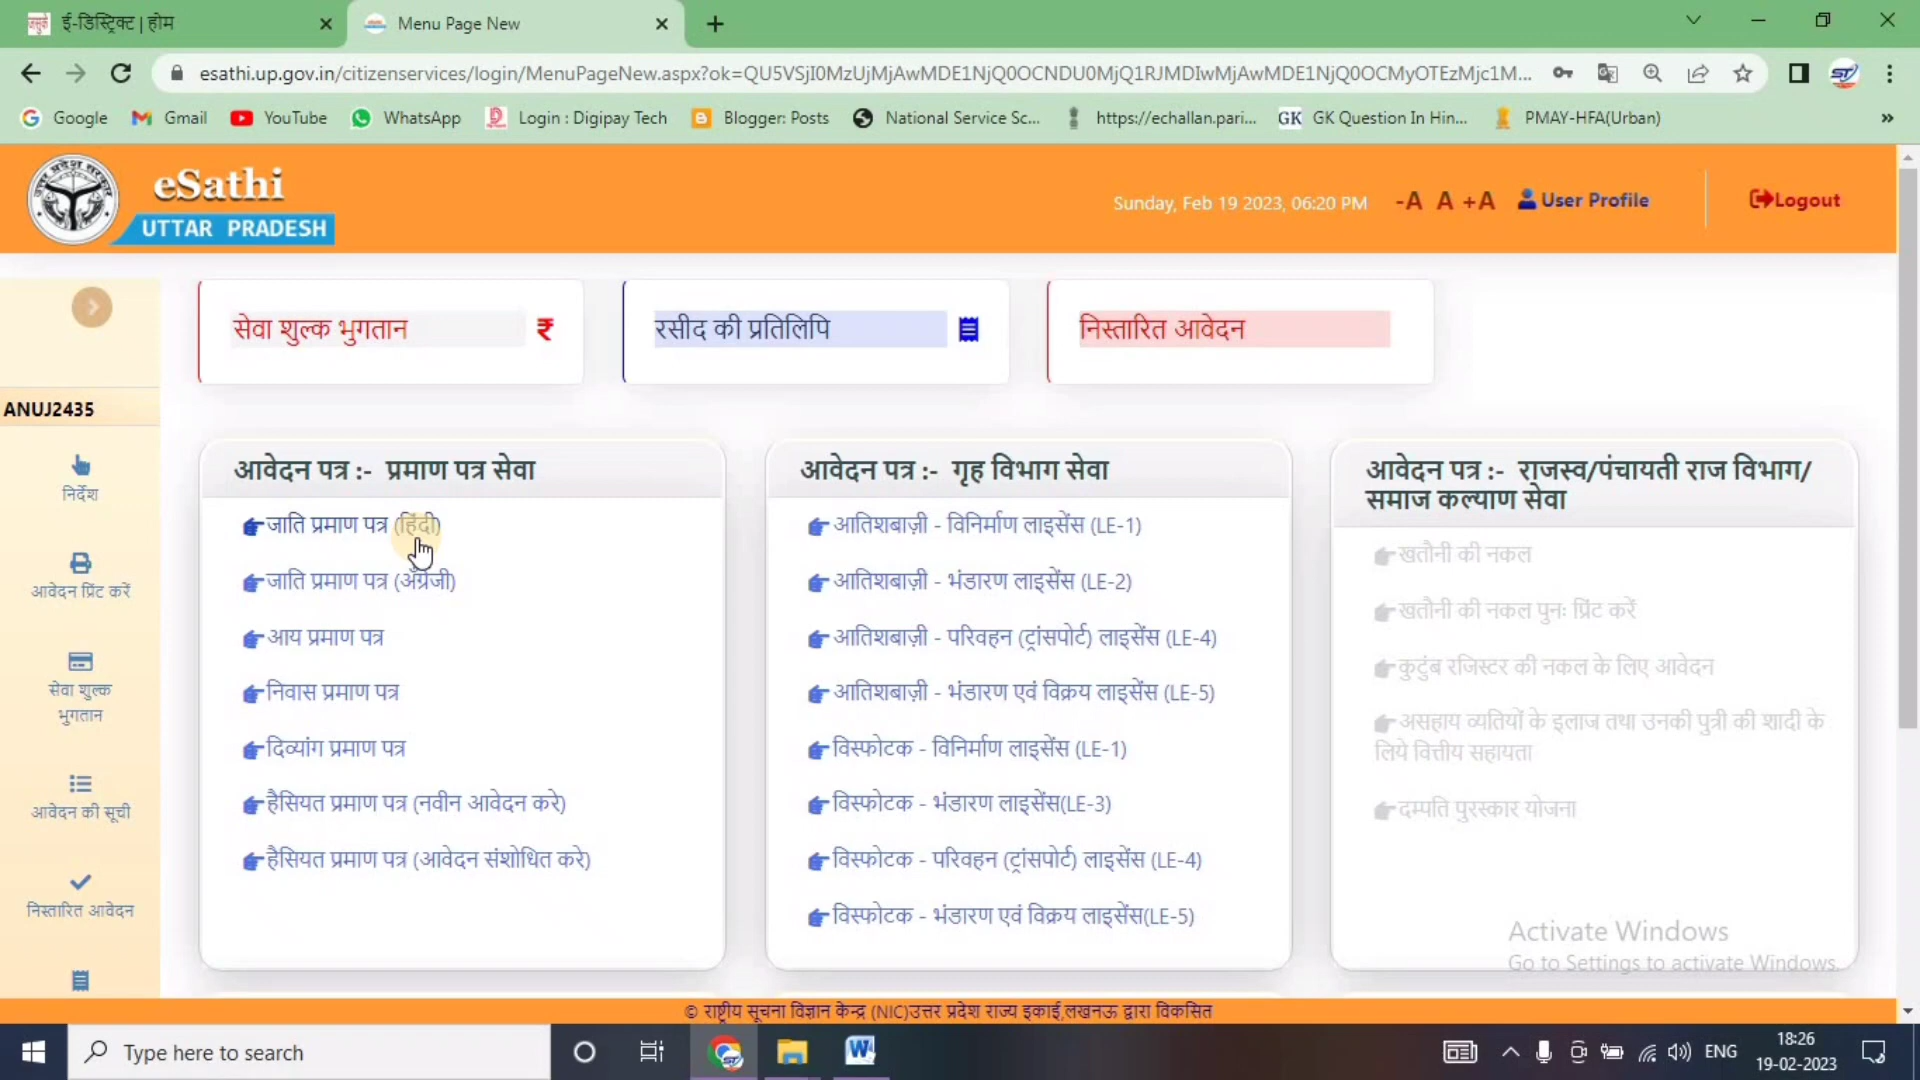 ई-डिस्ट्रिक्ट | होम
Menu Page New
esathi.up.gov.in/citizenservices/login/MenuPageNew.aspx?ok=QU5VSjI0MzUjMjAwMDE1NjQ0OCNDU0MjQ1RJMDIwMjAwMDE1NjQ0OCMyOTEzMjc1M...
Google Gmail YouTube WhatsApp Login : Digipay Tech Blogger: Posts National Service Sc... https://echallan.pari... GK GK Question In Hin... PMAY-HFA(Urban) »
eSathi
UTTAR PRADESH
Sunday, Feb 19 2023, 06:20 PM -A A +A User Profile Logout
सेवा शुल्क भुगतान ₹
रसीद की प्रतिलिपि
निस्तारित आवेदन
ANUJ2435
निर्देश
आवेदन प्रिंट करें
सेवा शुल्क
भुगतान
आवेदन की सूची
निस्तारित आवेदन
आवेदन पत्र :- प्रमाण पत्र सेवा
जाति प्रमाण पत्र (हिंदी)
जाति प्रमाण पत्र (अँग्रेजी)
आय प्रमाण पत्र
निवास प्रमाण पत्र
दिव्यांग प्रमाण पत्र
हैसियत प्रमाण पत्र (नवीन आवेदन करे)
हैसियत प्रमाण पत्र (आवेदन संशोधित करे)
आवेदन पत्र :- गृह विभाग सेवा
आतिशबाज़ी - विनिर्माण लाइसेंस (LE-1)
आतिशबाज़ी - भंडारण लाइसेंस (LE-2)
आतिशबाज़ी - परिवहन (ट्रांसपोर्ट) लाइसेंस (LE-4)
आतिशबाज़ी - भंडारण एवं विक्रय लाइसेंस (LE-5)
विस्फोटक - विनिर्माण लाइसेंस (LE-1)
विस्फोटक - भंडारण लाइसेंस(LE-3)
विस्फोटक - परिवहन (ट्रांसपोर्ट) लाइसेंस (LE-4)
विस्फोटक - भंडारण एवं विक्रय लाइसेंस(LE-5)
आवेदन पत्र :- राजस्व/पंचायती राज विभाग/
समाज कल्याण सेवा
खतौनी की नकल
खतौनी की नकल पुनः प्रिंट करें
कुटुंब रजिस्टर की नकल के लिए आवेदन
असहाय व्यतियों के इलाज तथा उनकी पुत्री की शादी के
लिये वित्तीय सहायता
दम्पति पुरस्कार योजना
Activate Windows
Go to Settings to activate Windows.
© राष्ट्रीय सूचना विज्ञान केन्द्र (NIC)उत्तर प्रदेश राज्य इकाई,लखनऊ द्वारा विकसित
Type here to search
ENG
18:26
19-02-2023